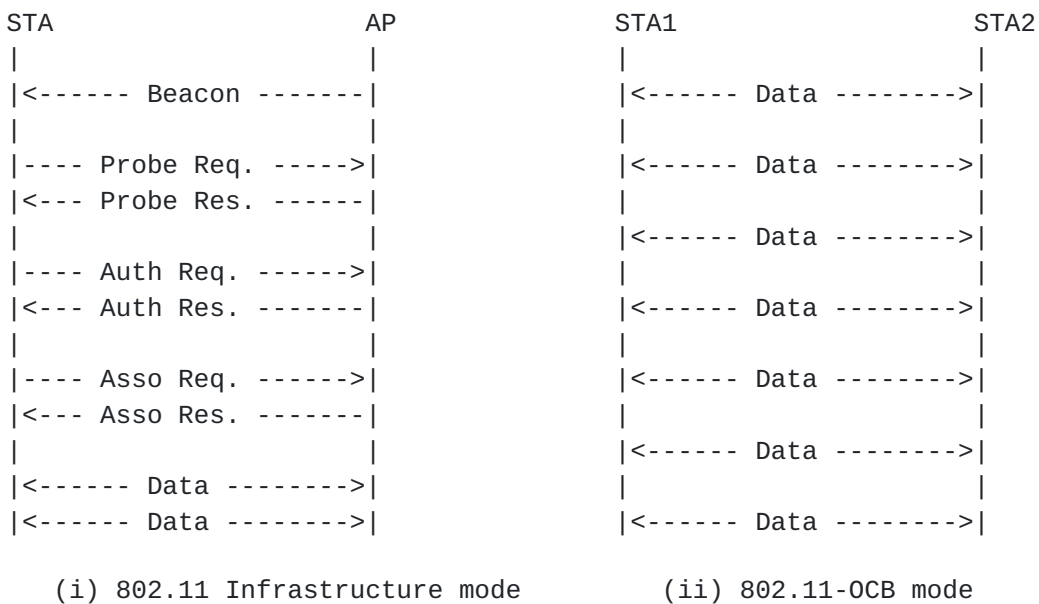 STA                    AP              STA1                   STA2
|                      |               |                      |
|<------ Beacon -------|               |<------ Data -------->|
|                      |               |                      |
|---- Probe Req. ----->|               |<------ Data -------->|
|<--- Probe Res. ------|               |                      |
|                      |               |<------ Data -------->|
|---- Auth Req. ------>|               |                      |
|<--- Auth Res. -------|               |<------ Data -------->|
|                      |               |                      |
|---- Asso Req. ------>|               |<------ Data -------->|
|<--- Asso Res. -------|               |                      |
|                      |               |<------ Data -------->|
|<------ Data -------->|               |                      |
|<------ Data -------->|               |<------ Data -------->|
(i) 802.11 Infrastructure mode         (ii) 802.11-OCB mode